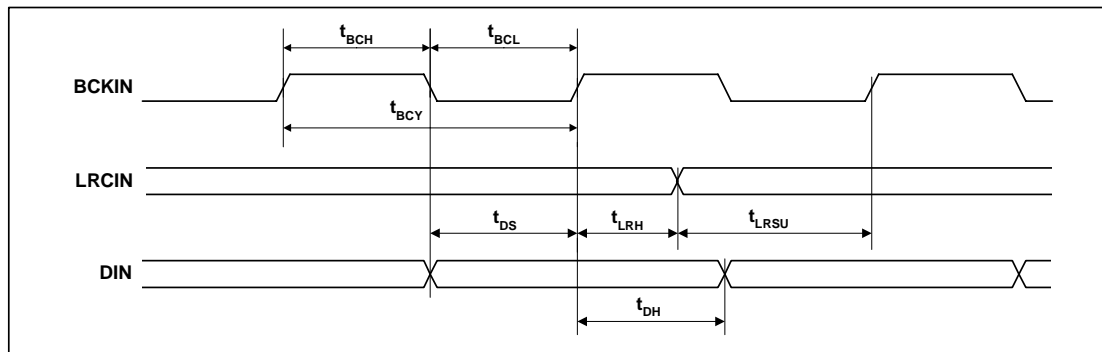 tBCH
tBCL
BCKIN
tBCY
LRCIN
tDS
tLRH
tLRSU
DIN
tDH